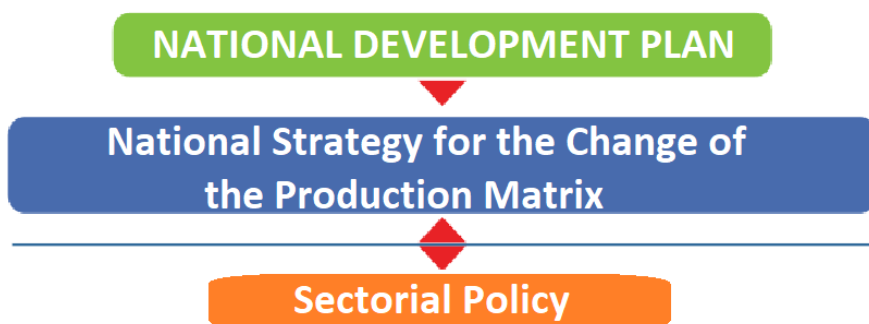 NATIONAL DEVELOPMENT PLAN
National Strategy for the Change of
the Production Matrix
Sectorial Policy